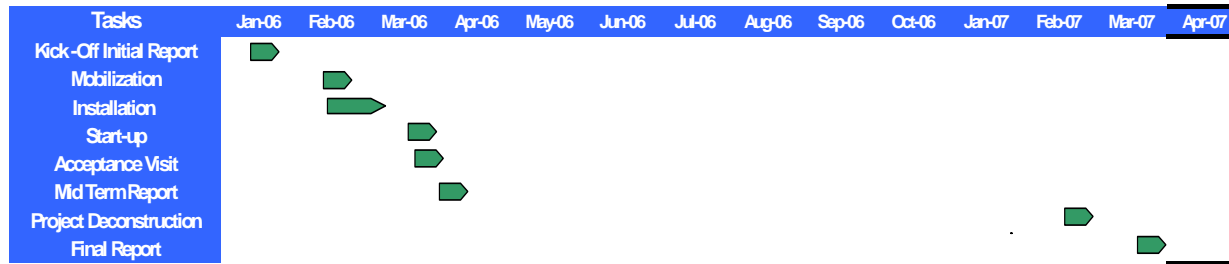 Tasks Jan-06 Feb-06 Mar-06 Apr-06 May-06 Jun-06 Jul-06 Aug-06 Sep-06 Oct-06 Jan-07 Feb-07 Mar-07 Apr-07
Kick-Off Initial Report
Mobilization
Installation
Start-up
Acceptance Visit
Mid Term Report
Project Deconstruction
Final Report